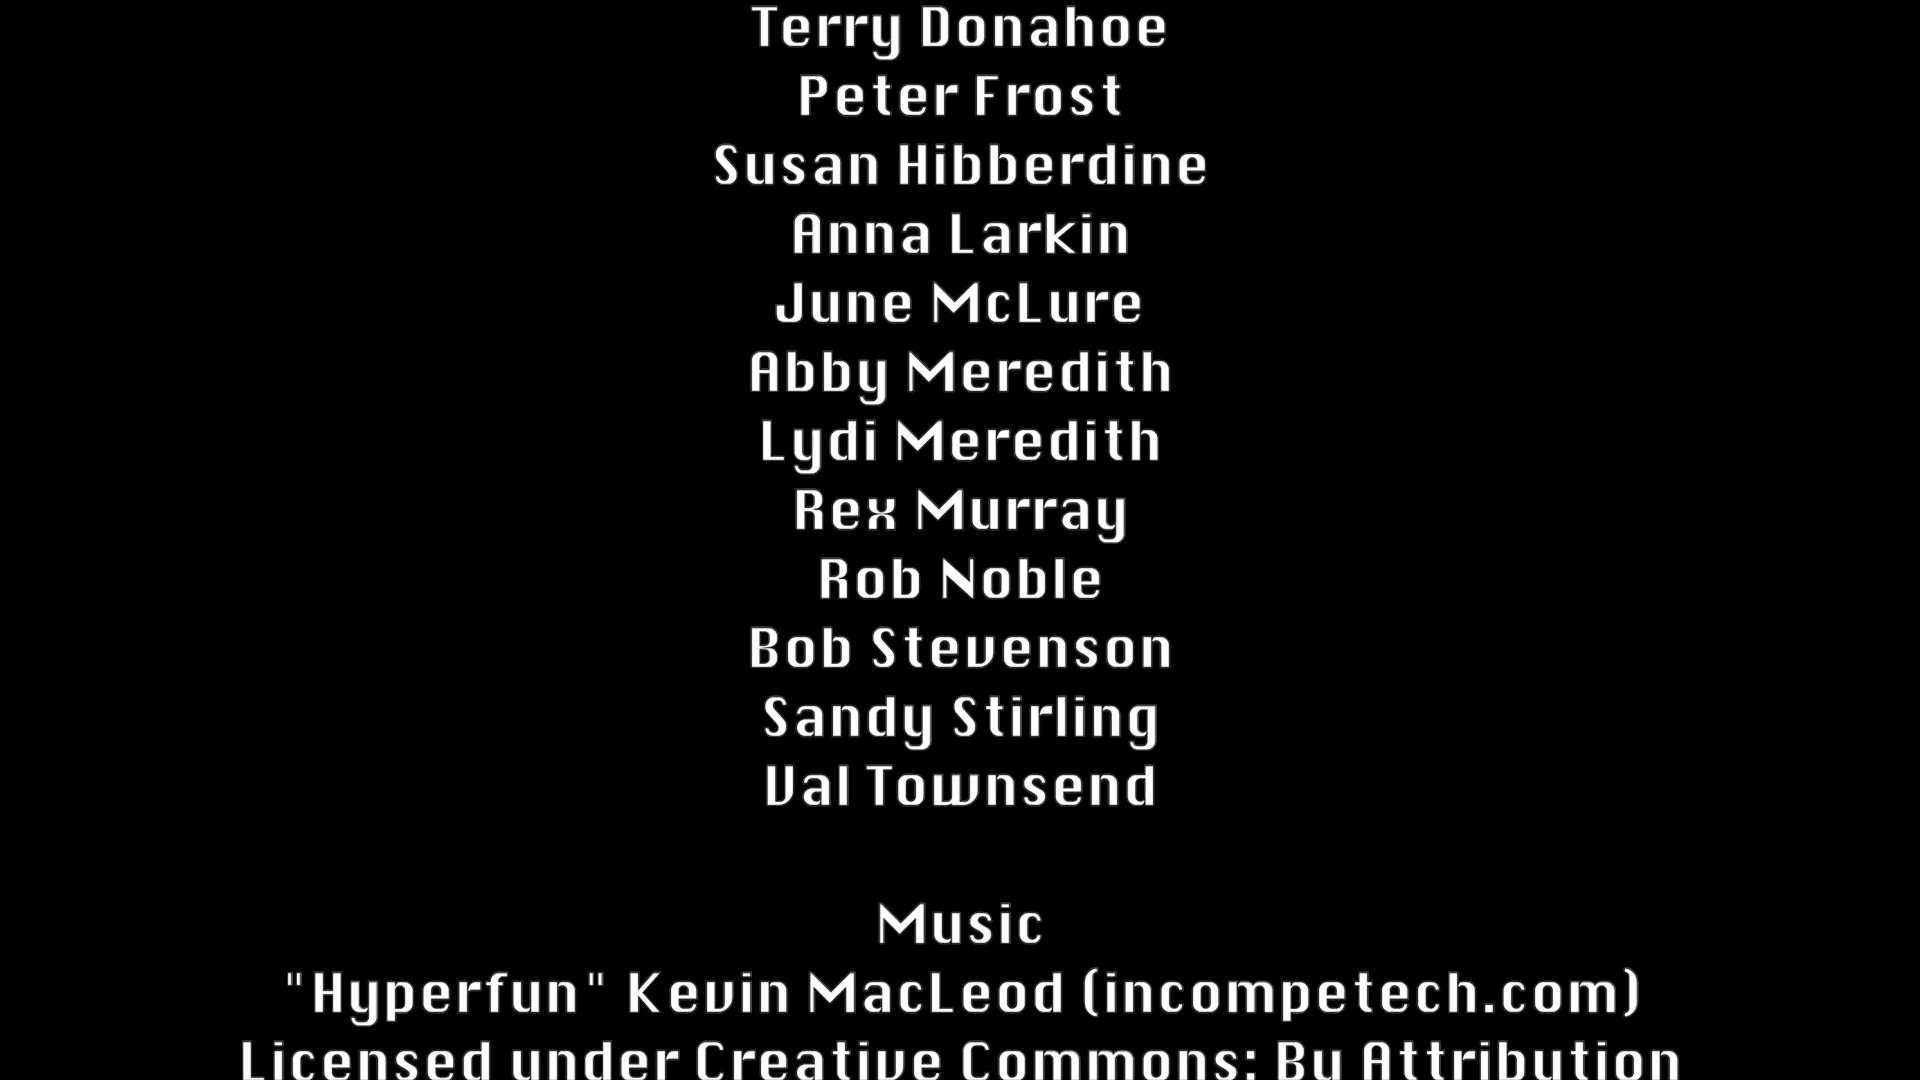 Terry Donahoe
Peter Frost
Susan Hibberdine
Anna Larkin
June McLure
Abby Meredith
Lydi Meredith
Rex Murray
Rob Noble
Bob Stevenson
Sandy Stirling
Val Townsend
Music
"Hyperfun" Kevin MacLeod (incompetech.com)
Licensed under Creative Commons: By Attribution